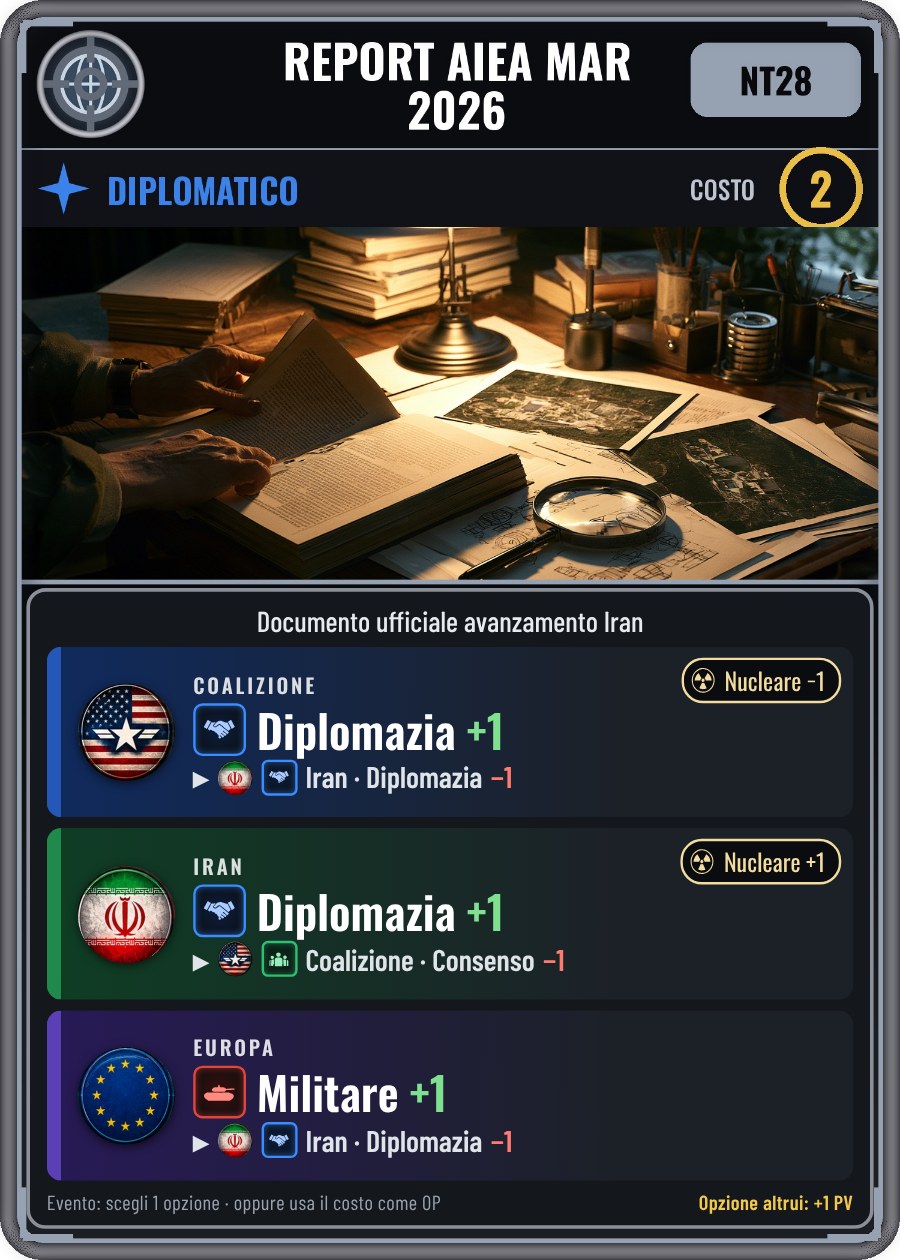 REPORT AIEA MAR
2026
NT28
DIPLOMATICO
COSTO
2
Documento ufficiale avanzamento Iran
COALIZIONE
Nucleare −1
Diplomazia +1
▶ Iran · Diplomazia −1
IRAN
Nucleare +1
Diplomazia +1
▶ Coalizione · Consenso −1
EUROPA
Militare +1
▶ Iran · Diplomazia −1
Evento: scegli 1 opzione · oppure usa il costo come OP
Opzione altrui: +1 PV